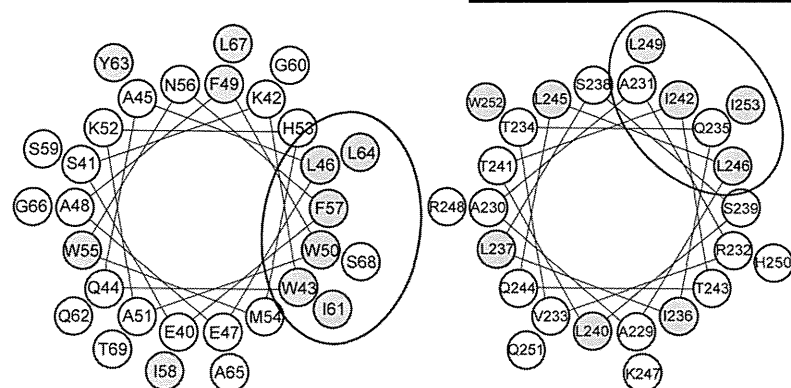 L67
Y63
G60
N56
F49
A45
K42
K52
H53
S59
S41
L46
L64
G66
A48
F57
W55
W50
S68
Q44
W43
Q62
A51
M54
I61
E40
E47
T69
I58
A65
L249
S238
A231
W252
L245
I242
I253
T234
Q235
T241
L246
R248
A230
S239
L237
R232
H250
Q244
T243
V233
I236
L240
A229
Q251
K247